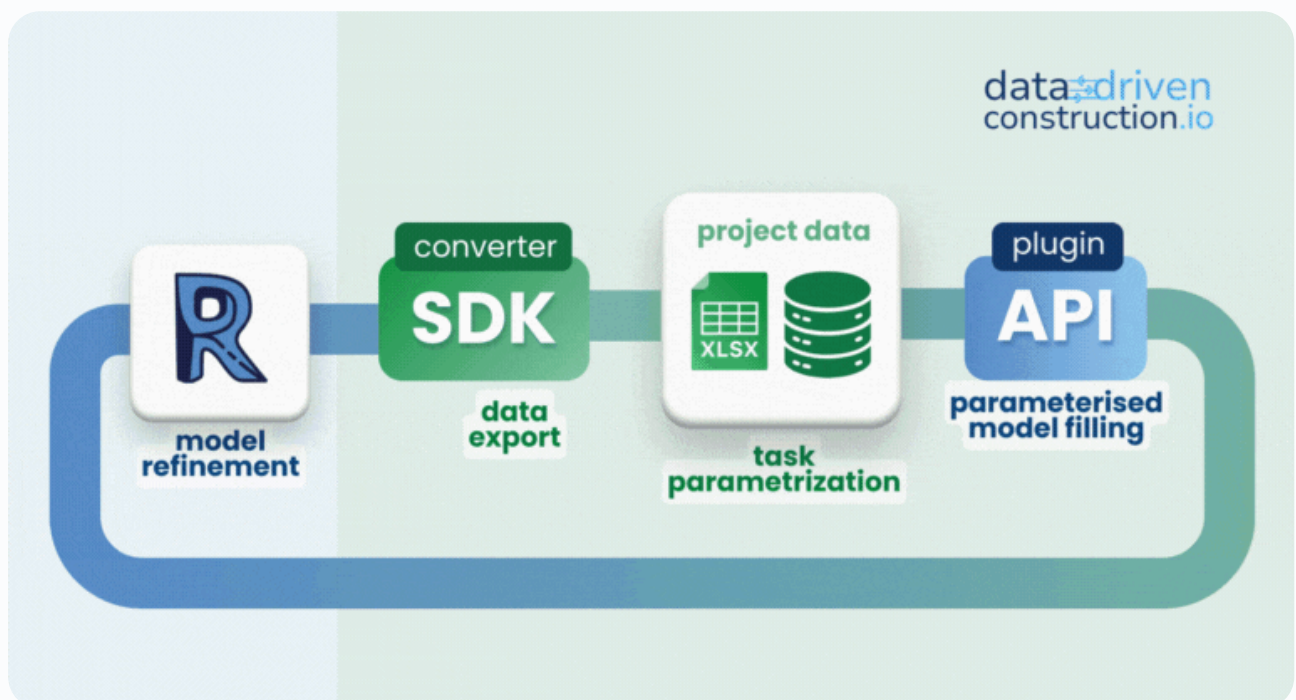 data driven
construction.io
R
model
refinement
converter
SDK
data
export
project data
XLSX
task
parametrization
plugin
API
parameterised
model filling